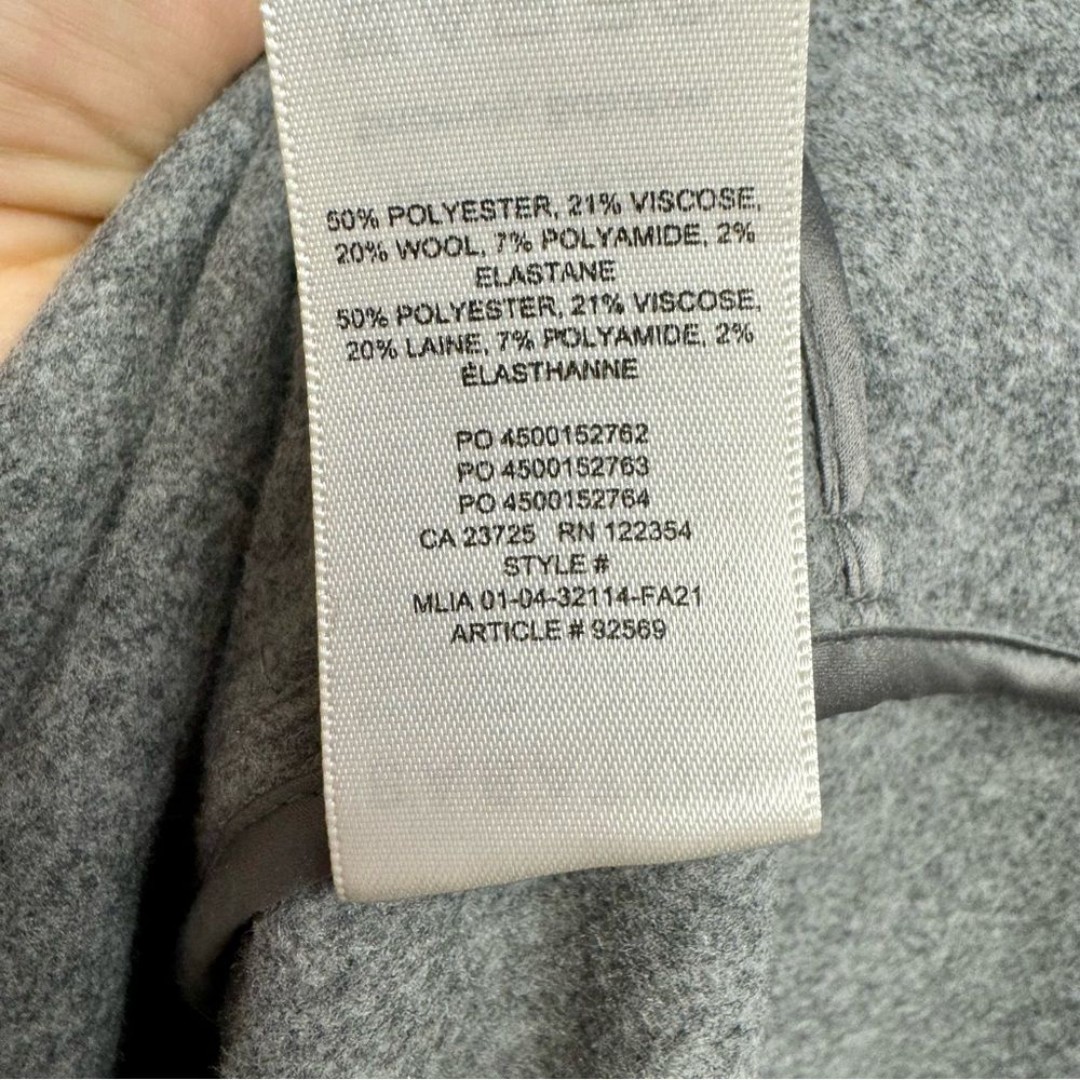 50% POLYESTER, 21% VISCOSE,
20% WOOL, 7% POLYAMIDE, 2%
ELASTANE
50% POLYESTER, 21% VISCOSE,
20% LAINE, 7% POLYAMIDE, 2%
ÉLASTHANNE
PO 4500152762
PO 4500152763
PO 4500152764
CA 23725 RN 122354
STYLE #
MLIA 01-04-32114-FA21
ARTICLE # 92569